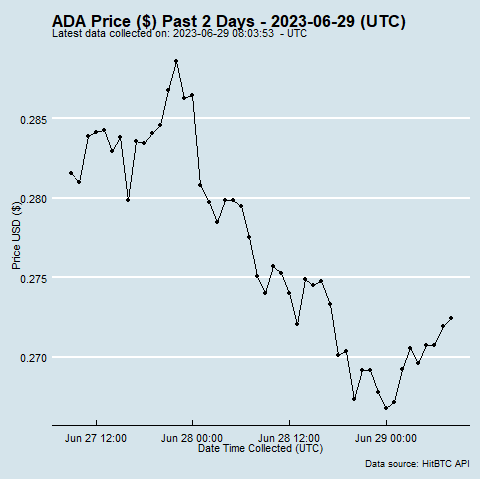 ADA Price ($) Past 2 Days - 2023-06-29 (UTC)
Latest data collected on: 2023-06-29 08:03:53 - UTC
0.285
0.280
0.275
0.270
Price USD ($)
Jun 27 12:00 Jun 28 00:00 Jun 28 12:00 Jun 29 00:00
Date Time Collected (UTC)
Data source: HitBTC API